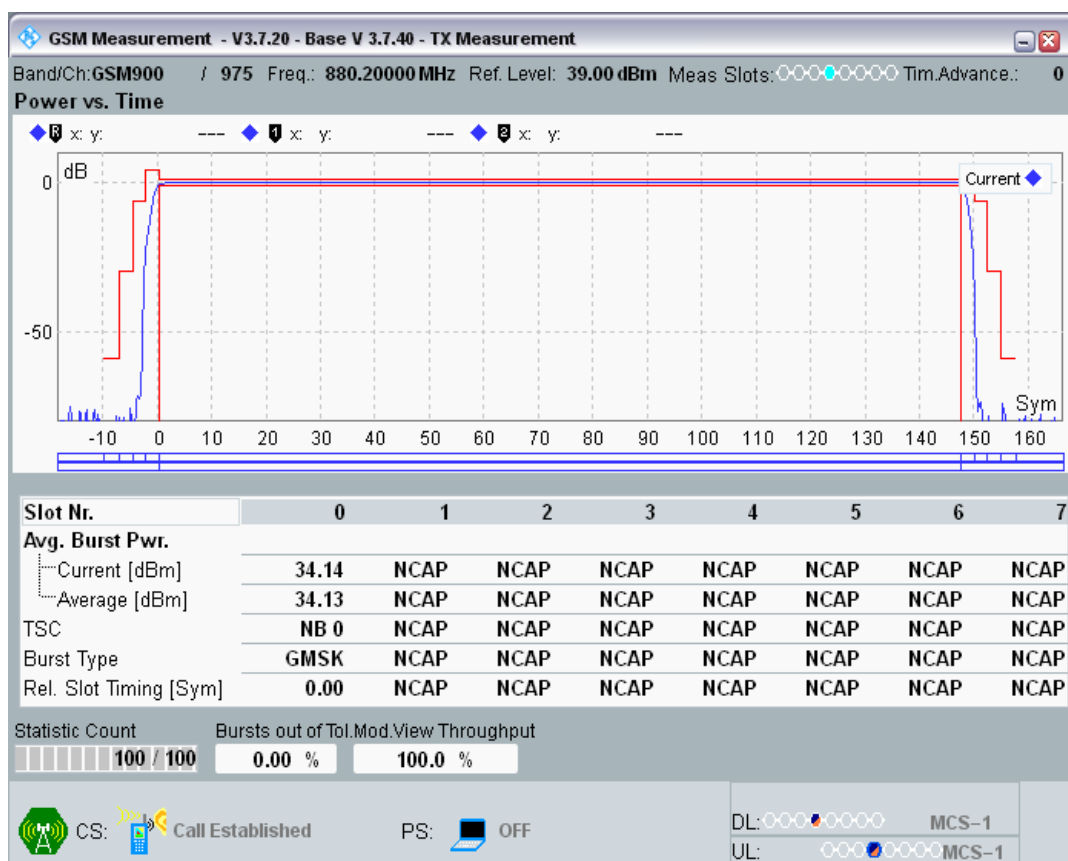 GSM Measurement - V3.7.20 - Base V 3.7.40 - TX Measurement
Band/Ch:GSM900 / 975 Freq.: 880.20000 MHz Ref. Level: 39.00 dBm Meas Slots: Tim.Advance.: 0
Power vs. Time
R x: y: --- 1 x: y: --- 2 x: y: ---
dB
Current
0
-50
Sym
-10 0 10 20 30 40 50 60 70 80 90 100 110 120 130 140 150 160
Slot Nr. 0 1 2 3 4 5 6 7
Avg. Burst Pwr.
Current [dBm] 34.14 NCAP NCAP NCAP NCAP NCAP NCAP NCAP
Average [dBm] 34.13 NCAP NCAP NCAP NCAP NCAP NCAP NCAP
TSC NB 0 NCAP NCAP NCAP NCAP NCAP NCAP NCAP
Burst Type GMSK NCAP NCAP NCAP NCAP NCAP NCAP NCAP
Rel. Slot Timing [Sym] 0.00 NCAP NCAP NCAP NCAP NCAP NCAP NCAP
Statistic Count Bursts out of Tol.Mod.View Throughput
100 / 100 0.00 % 100.0 %
CS: Call Established PS: OFF
DL: MCS-1
UL: MCS-1